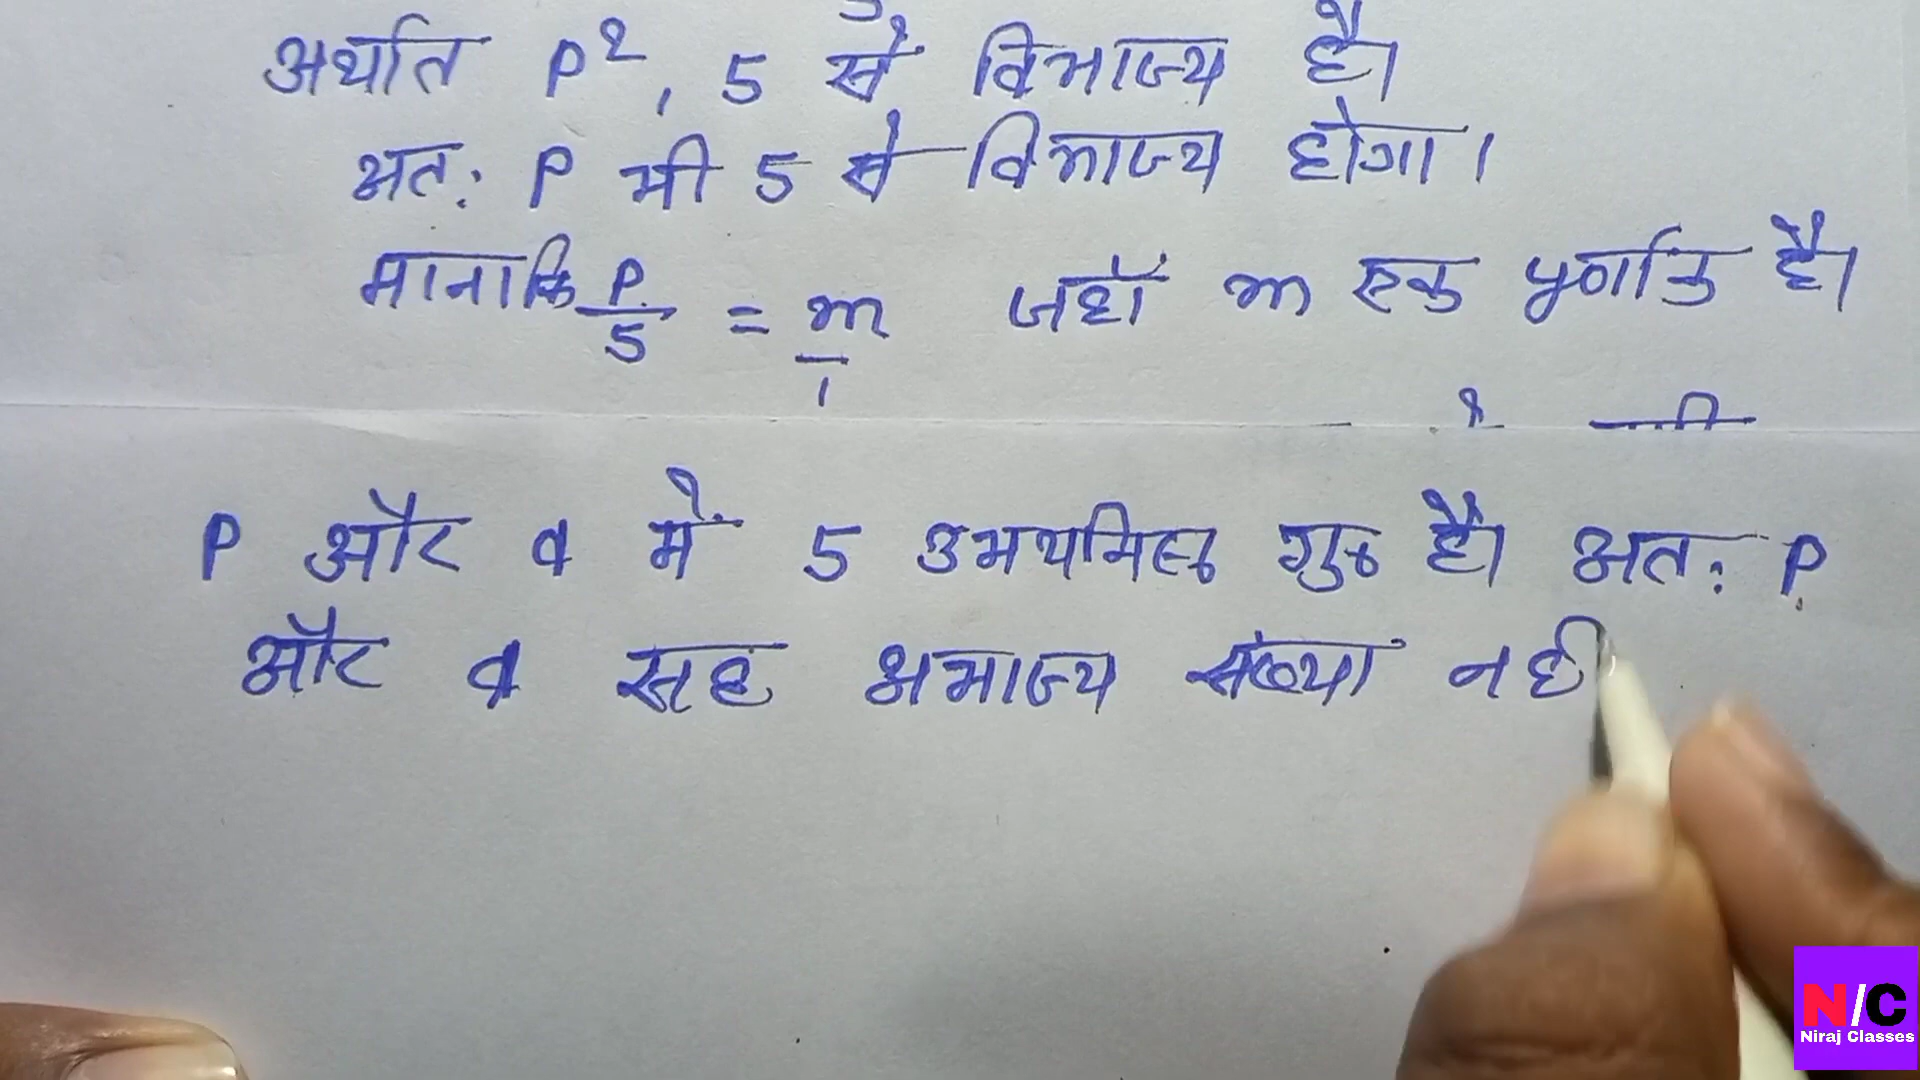 अर्थात P², 5 से विभाज्य है।
अत: P भी 5 से विभाज्य होगा।
मानाकि P/5 = m/1 जहाँ m एक पूर्णांक है।
P और q में 5 उभयनिष्ठ गुण है। अत: P
और q सह अभाज्य संख्या नही
N/C
Niraj Classes